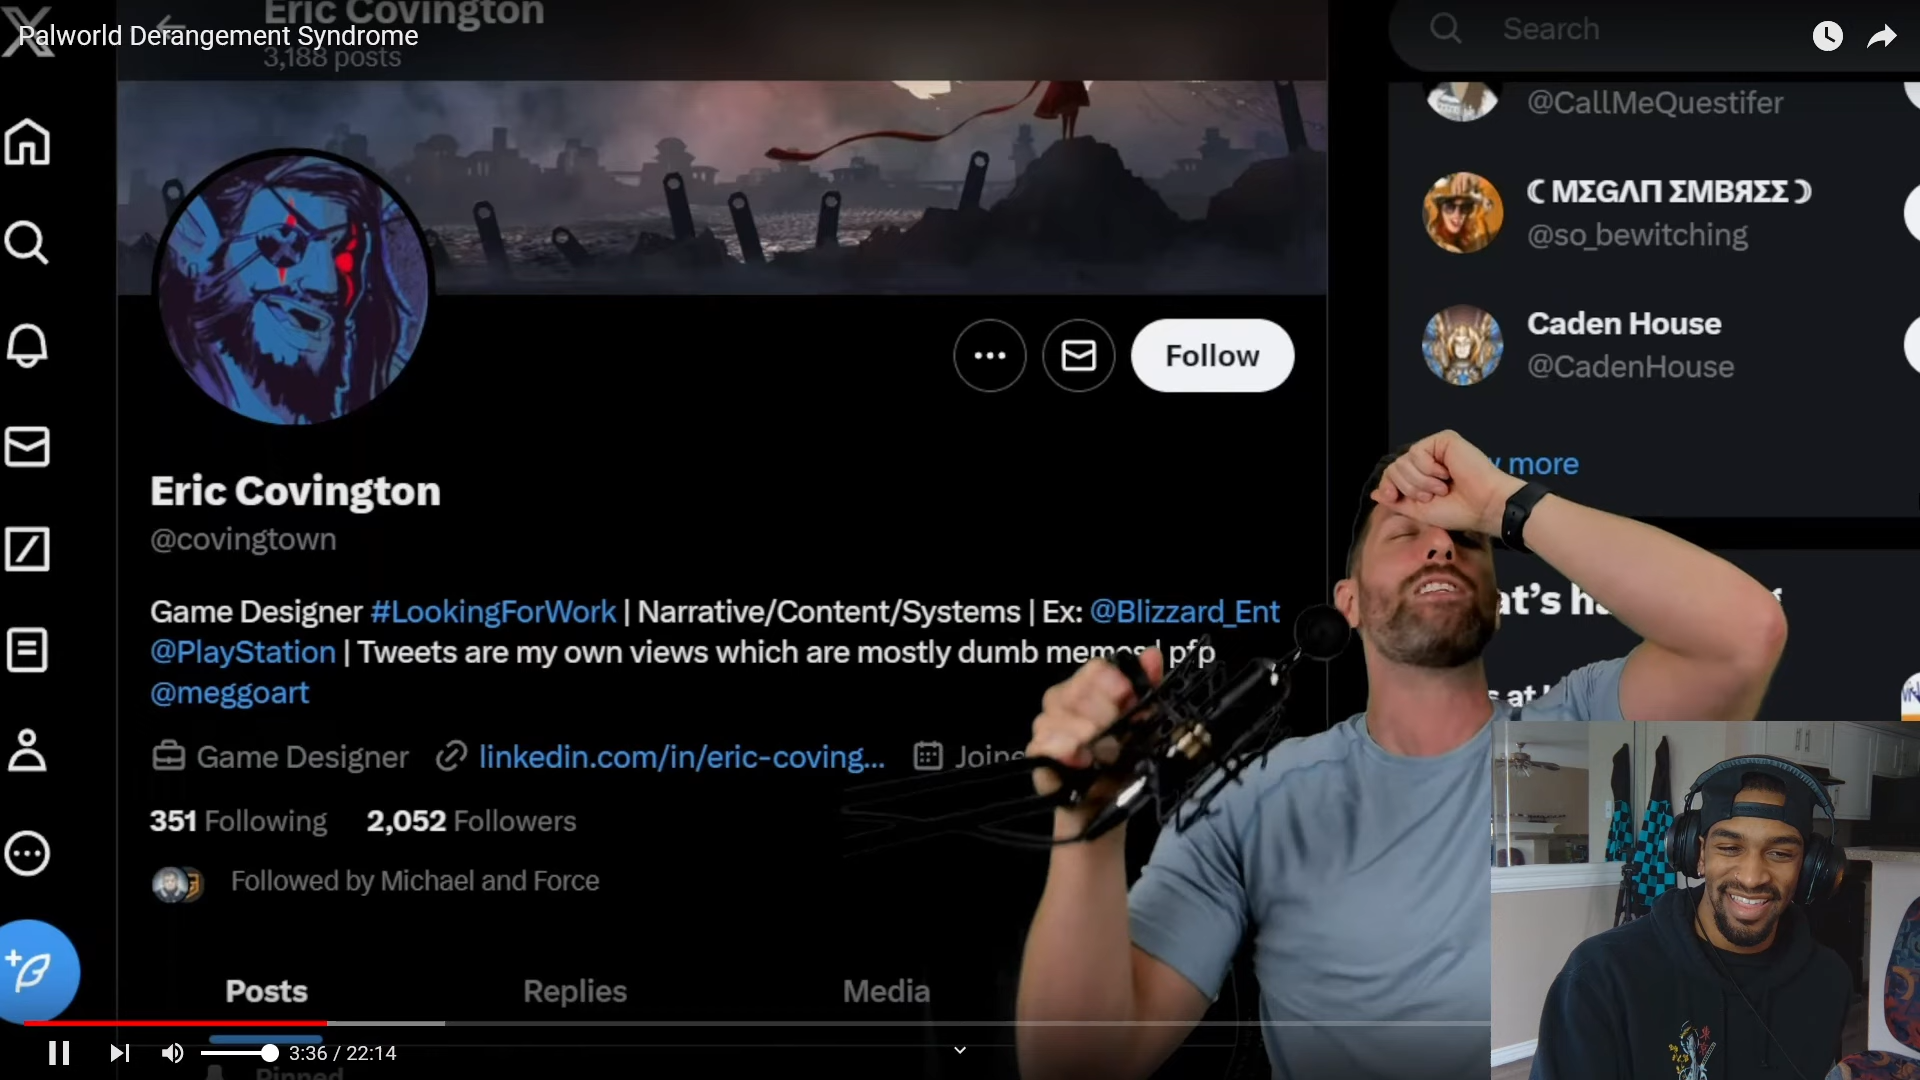 Eric Covington
Palworld Derangement Syndrome
3,188 posts
Search
@CallMeQuestifer
☾ MΣGΛП ΣMBЯΣΣ ☽
@so_bewitching
Caden House
@CadenHouse
more
Follow
Eric Covington
@covingtown
Game Designer #LookingForWork | Narrative/Content/Systems | Ex: @Blizzard_Ent
@PlayStation | Tweets are my own views which are mostly dumb memes | pfp
@meggoart
Game Designer linkedin.com/in/eric-coving... Joine
351 Following 2,052 Followers
Followed by Michael and Force
Posts Replies Media
3:36 / 22:14
Pinned